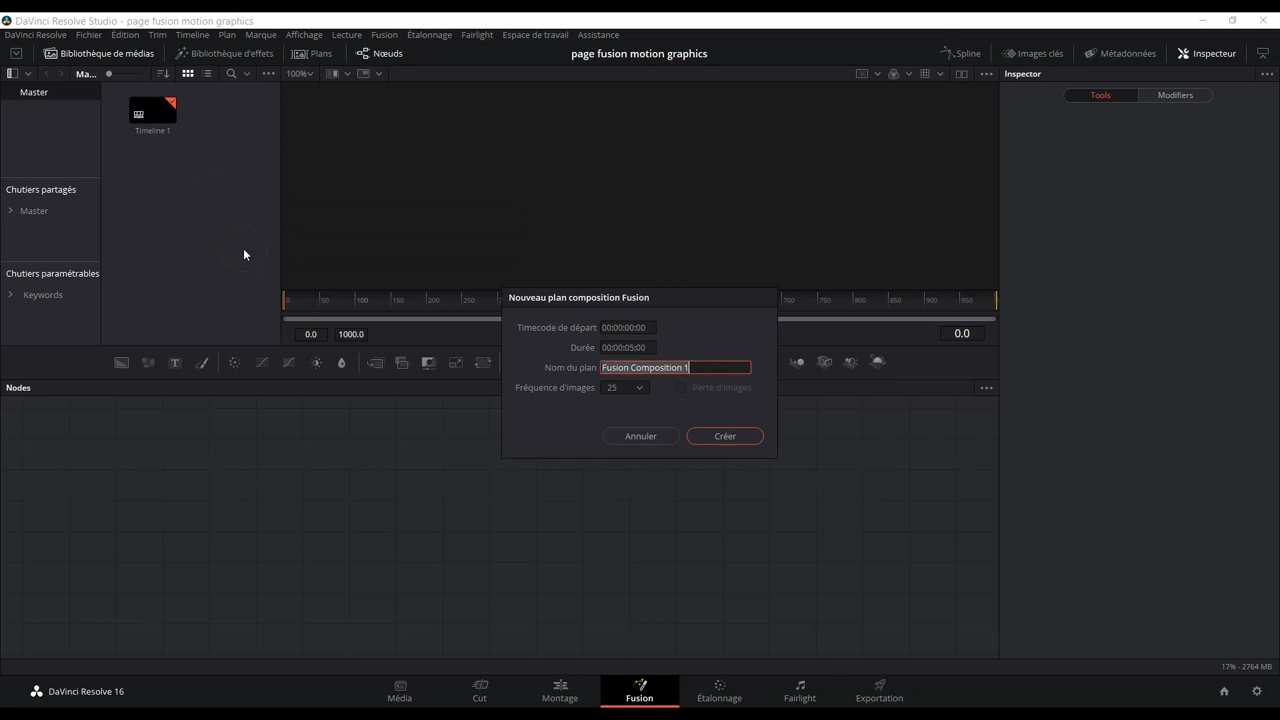 DaVinci Resolve Studio - page fusion motion graphics
DaVinci Resolve Fichier Édition Trim Timeline Plan Marque Affichage Lecture Fusion Étalonnage Fairlight Espace de travail Assistance
Bibliothèque de médias Bibliothèque d'effets Plans Nœuds page fusion motion graphics Spline Images clés Métadonnées Inspecteur
Ma... 100% Inspector
Master Tools Modifiers
Timeline 1
Chutiers partagés
Master
Chutiers paramétrables
Keywords
Nouveau plan composition Fusion
0 50 100 150 200 250 300 700 750 800 850 900 950
Timecode de départ 00:00:00:00
0.0 1000.0 0.0
Durée 00:00:05:00
Nom du plan Fusion Composition 1
Fréquence d'images 25 Perte d'images
Nodes
Annuler Créer
17% - 2764 MB
DaVinci Resolve 16 Média Cut Montage Fusion Étalonnage Fairlight Exportation